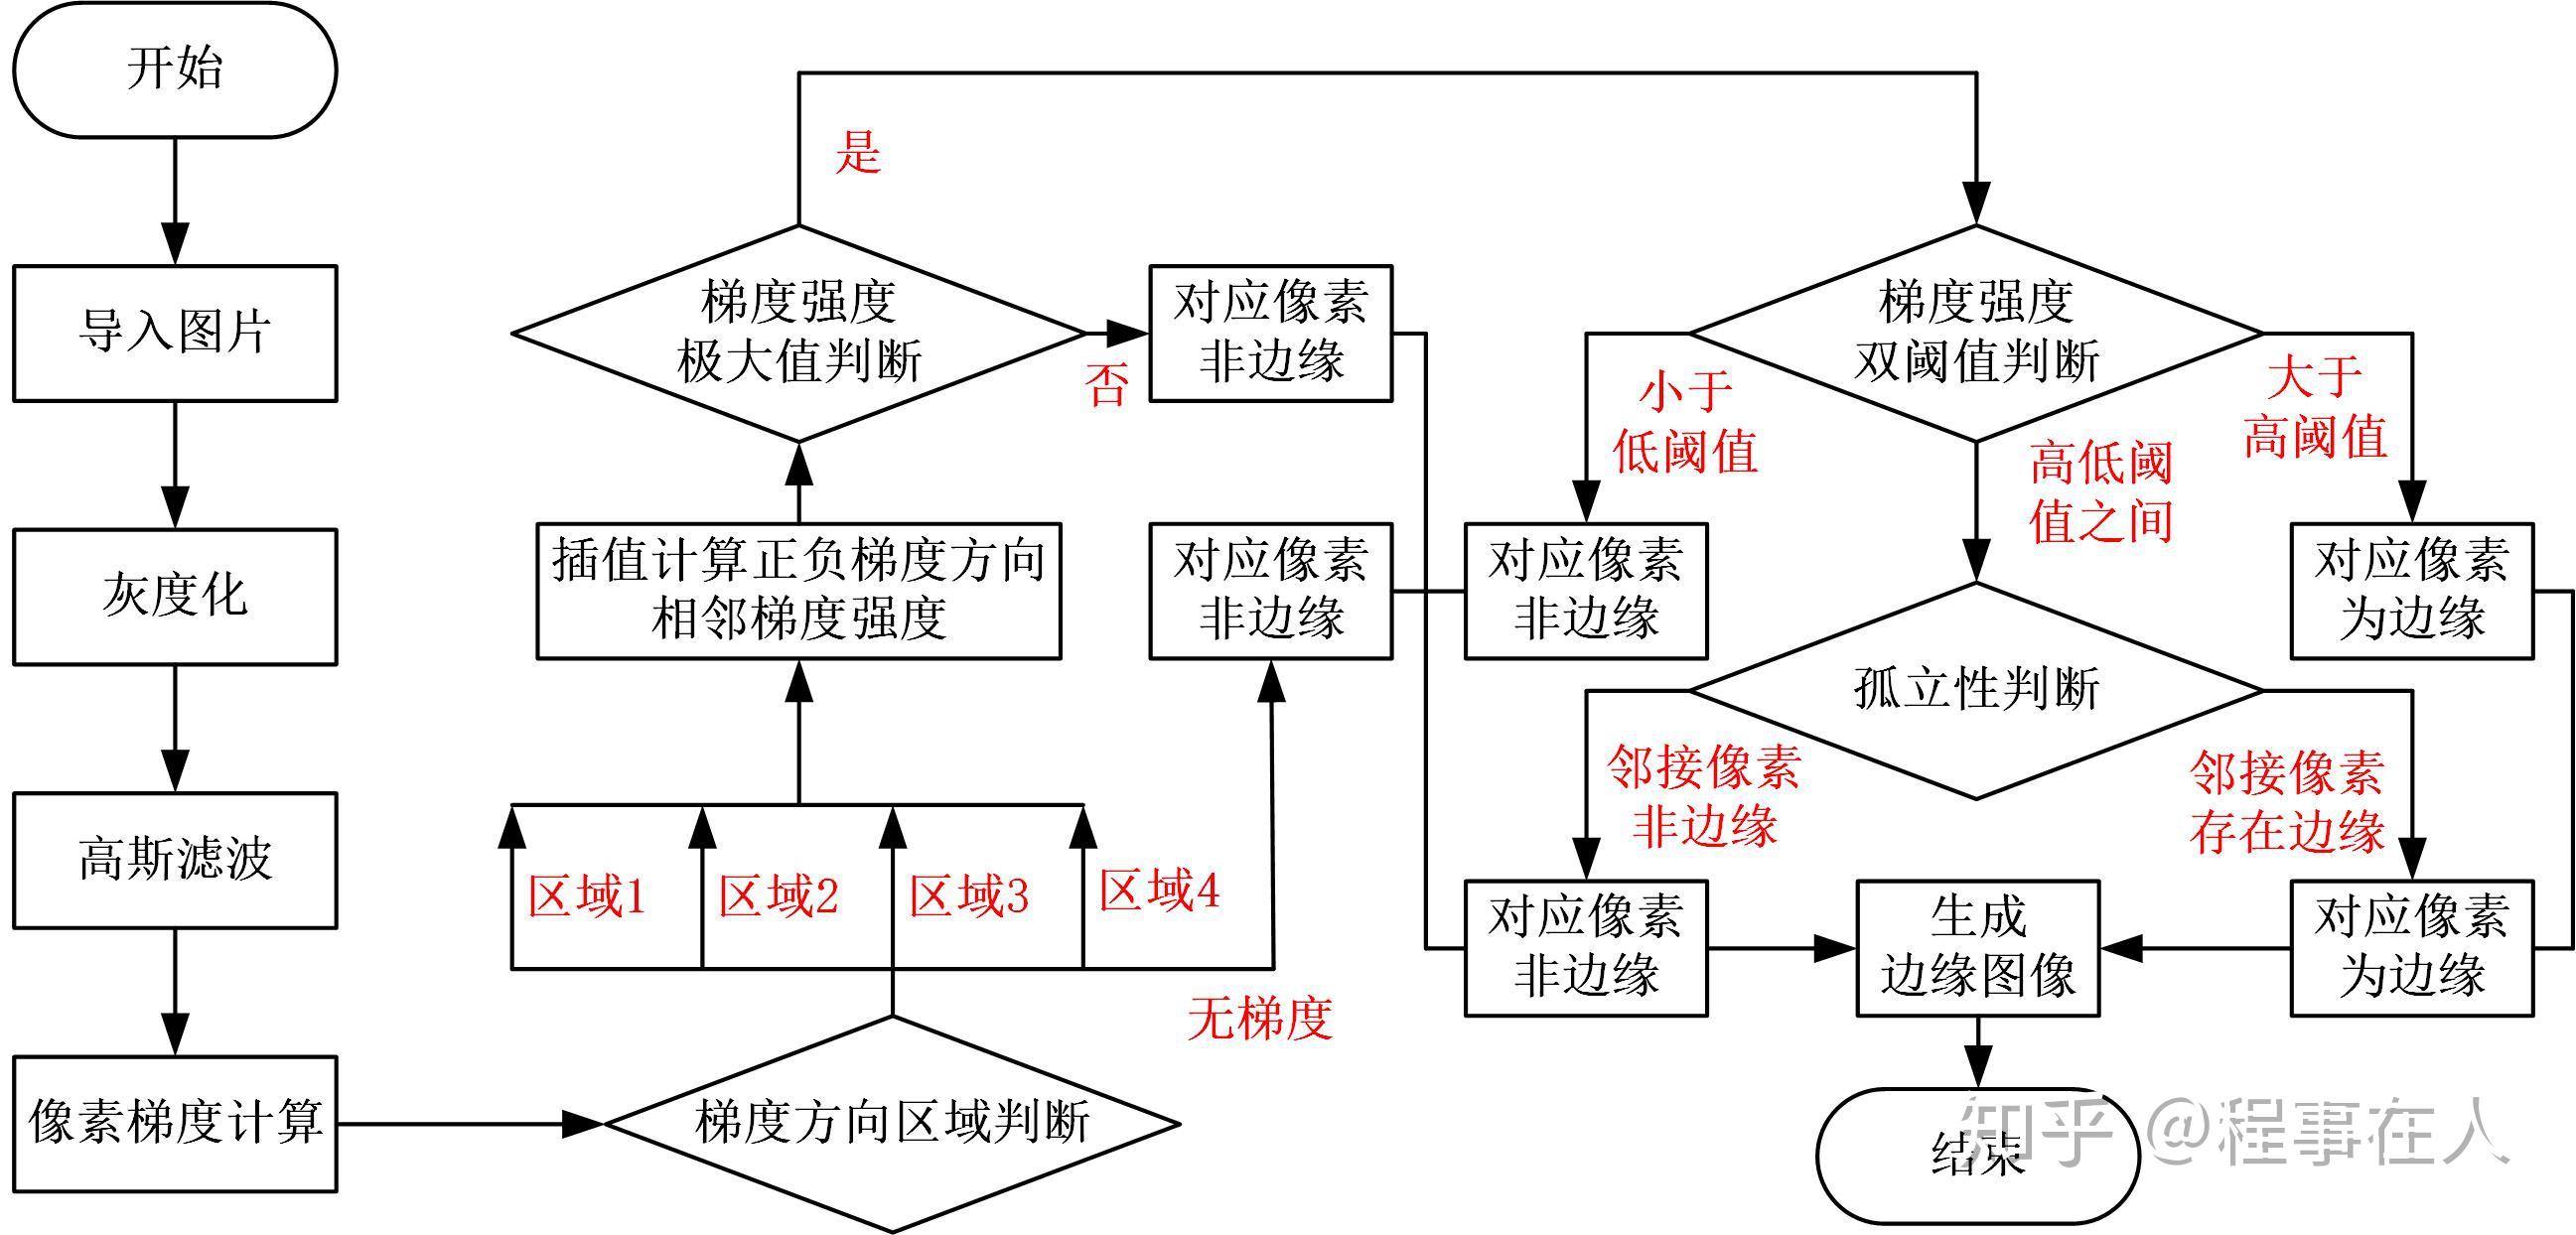 开始
导入图片
灰度化
高斯滤波
像素梯度计算
梯度方向区域判断
无梯度
区域1
区域2
区域3
区域4
插值计算正负梯度方向
相邻梯度强度
梯度强度
极大值判断
是
否
对应像素
非边缘
对应像素
非边缘
梯度强度
双阈值判断
小于
低阈值
高低阈
值之间
大于
高阈值
对应像素
非边缘
对应像素
为边缘
孤立性判断
邻接像素
非边缘
邻接像素
存在边缘
对应像素
非边缘
生成
边缘图像
对应像素
为边缘
结束
知乎 @程事在人